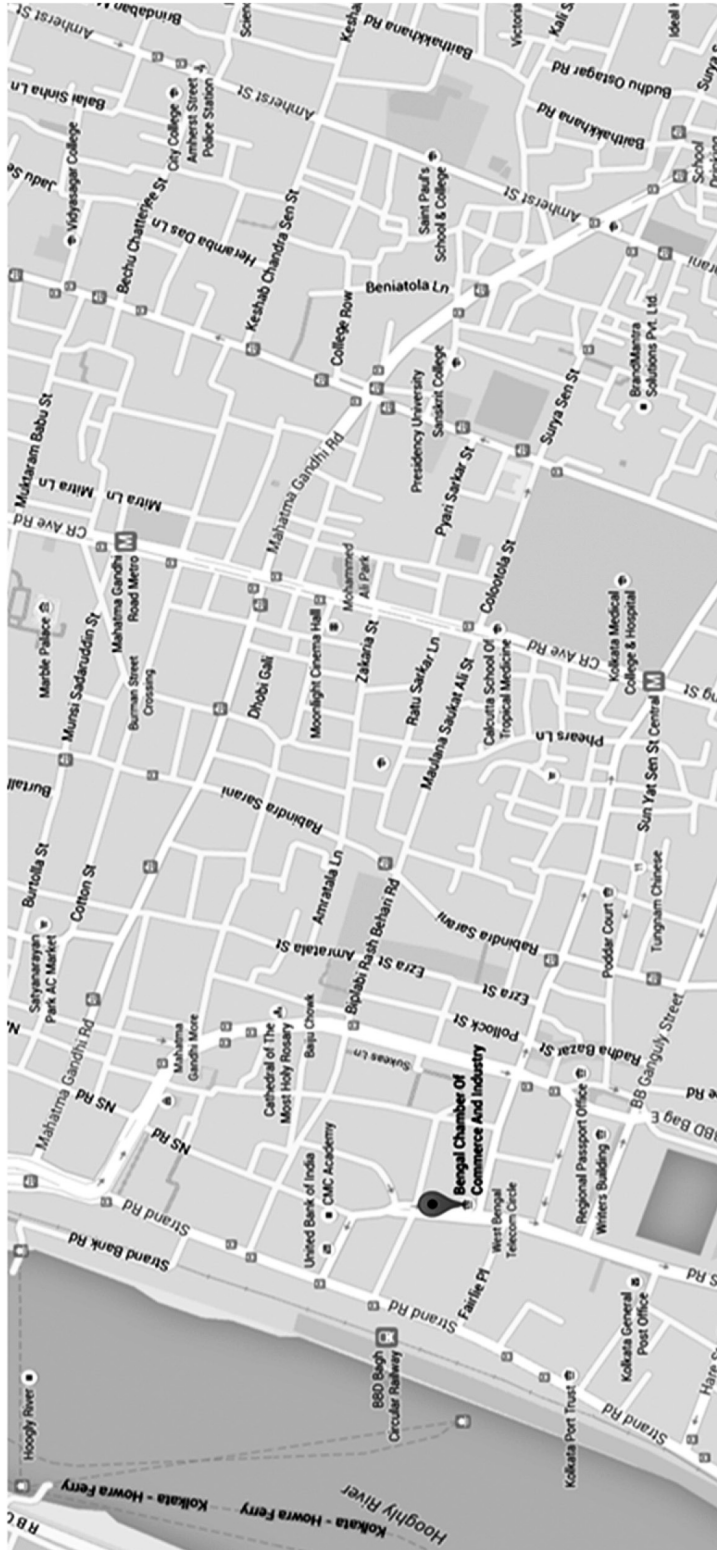 Brindaban M
Amherst St
Scienc
Kesha
Baithakkhana Rd
Victoria
Kali S
Ideal H
Balai Sinha Ln
City College
Amherst Street
Police Station
Amherst St
Baithakkhana Rd
Budhu Ostagar Rd
Surya S
Jadu Se
Vidyasagar College
Bechu Chatterjee St
Heramba Das Ln
Keshab Chandra Sen St
Saint Paul's
School & College
Amherst St
School
Beniatola Ln
College Row
Muktaram Babu St
Mitra Ln
Mitra Ln
CR Ave Rd
Mahatma Gandhi Rd
Presidency University
Sanskrit College
Pyari Sarkar St
Surya Sen St
BrandMantra
Solutions Pvt. Ltd.
Marble Palace
Mahatma Gandhi
Road Metro
Munsi Sadaruddin St
Burman Street
Crossing
Dhobi Gali
Moonlight Cinema Hall
Mohammed
Ali Park
Zakaria St
Ratu Sarkar Ln
Colootola St
Maulana Saukat Ali St
Calcutta School Of
Tropical Medicine
CR Ave Rd
Kolkata Medical
College & Hospital
Central
ng St
Phears Ln
Sun Yat Sen St
Burtall
Burtolla St
Cotton St
Rabindra Sarani
Amratala Ln
Amratala St
Biplabi Rash Behari Rd
Rabindra Sarani
Ezra St
Ezra St
Pollock St
Poddar Court
Tungnam Chinese
Satyanarayan
Park AC Market
Mahatma Gandhi Rd
NS Rd
NS Rd
Mahatma
Gandhi More
Cathedral of The
Most Holy Rosary
Baiju Chowk
Sukeas Ln
Radha Bazar St
BB Ganguly Street
BBD Bag E
Regional Passport Office
Writers Building
Bengal Chamber Of
Commerce And Industry
West Bengal
Telecom Circle
United Bank of India
CMC Academy
Strand Rd
Strand Bank Rd
Strand Rd
Fairlie Pl
Kolkata General
Post Office
Hare S
Strand Rd
Kolkata Port Trust
BBD Bagh
Circular Railway
Hoogly River
Kolkata - Howra Ferry
Kolkata - Howra Ferry
Hooghly River
R B C